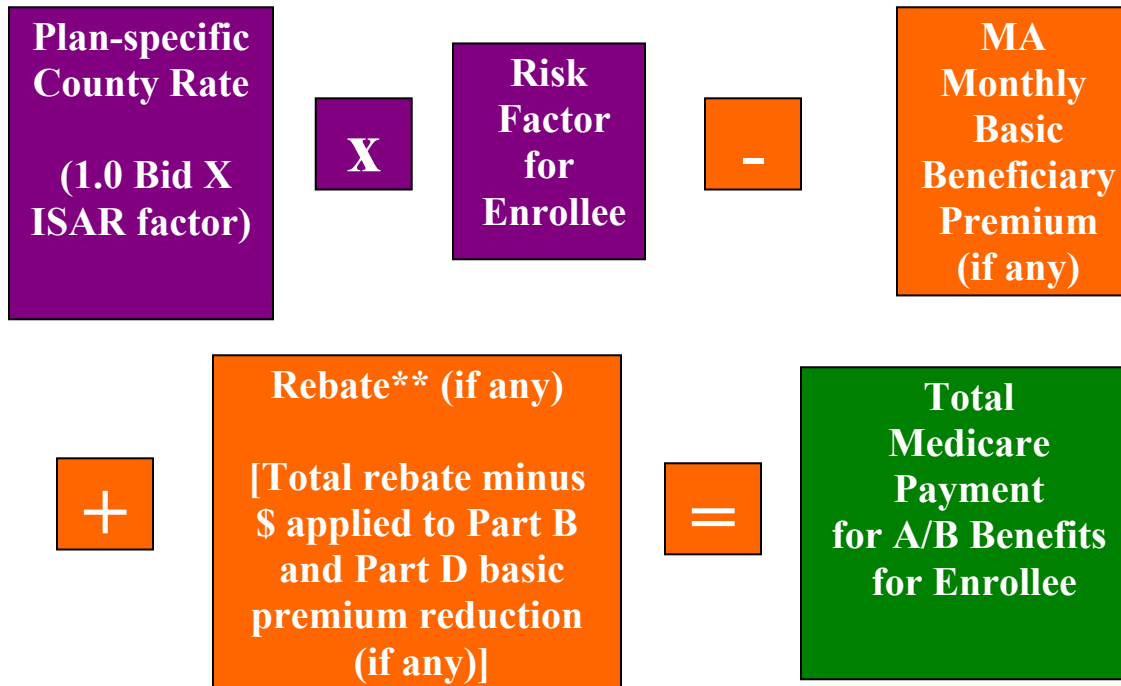 Plan-specific
County Rate
(1.0 Bid X
ISAR factor)
x
Risk
Factor
for
Enrollee
-
MA
Monthly
Basic
Beneficiary
Premium
(if any)
+
Rebate** (if any)
[Total rebate minus
$ applied to Part B
and Part D basic
premium reduction
(if any)]
=
Total
Medicare
Payment
for A/B Benefits
for Enrollee